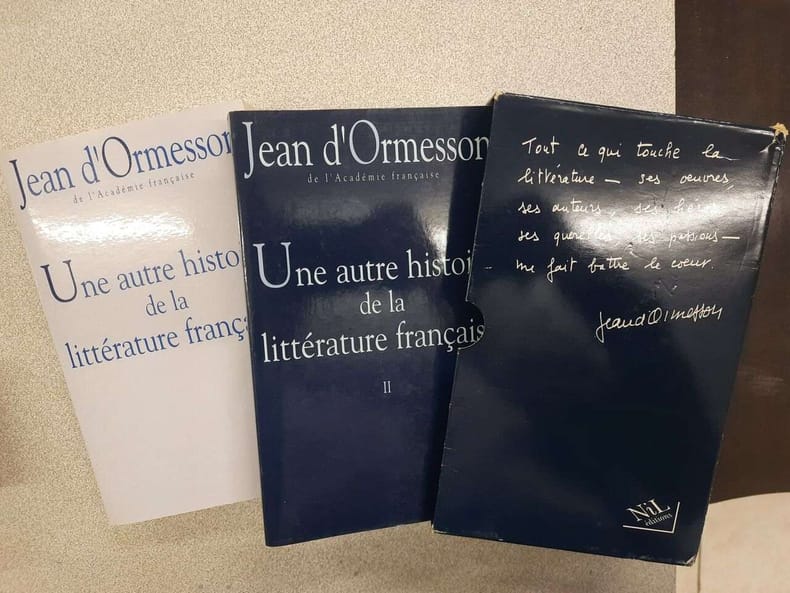 Jean d'Ormesson
de l'Académie française
Une autre histo
de la
littérature frança
Jean d'Ormesson
de l'Académie française
Une autre histoi
de la
littérature français
II
Tout ce qui touche la
littérature — ses oeuvres,
ses auteurs, ses héros,
ses querelles, ses passions —
me fait battre le coeur.
Jean d'Ormesson
NiL
éditions